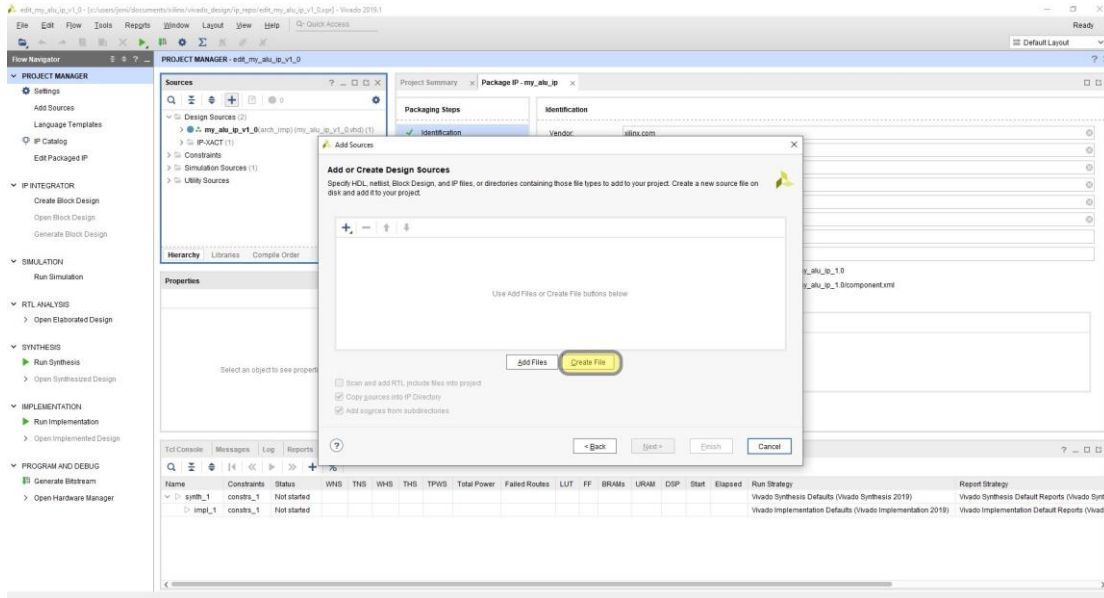 edit_my_alu_ip_v1_0 - [c:/users/joni/documents/xilinx/vivado_design/ip_repo/edit_my_alu_ip_v1_0.xpr] - Vivado 2019.1
File Edit Flow Tools Reports Window Layout View Help Q- Quick Access
Ready
Default Layout
Flow Navigator
PROJECT MANAGER - edit_my_alu_ip_v1_0
PROJECT MANAGER
Settings
Add Sources
Language Templates
IP Catalog
Edit Packaged IP
IP INTEGRATOR
Create Block Design
Open Block Design
Generate Block Design
SIMULATION
Run Simulation
RTL ANALYSIS
Open Elaborated Design
SYNTHESIS
Run Synthesis
Open Synthesized Design
IMPLEMENTATION
Run Implementation
Open Implemented Design
PROGRAM AND DEBUG
Generate Bitstream
Open Hardware Manager
Sources
0
Design Sources (2)
my_alu_ip_v1_0(arch_imp) (my_alu_ip_v1_0.vhd) (1)
IP-XACT (1)
Constraints
Simulation Sources (1)
Utility Sources
Hierarchy Libraries Compile Order
Properties
Select an object to see properti
Project Summary Package IP - my_alu_ip
Packaging Steps
Identification
Identification
Vendor: xilinx.com
y_alu_ip_1.0
y_alu_ip_1.0/component.xml
Add Sources
Add or Create Design Sources
Specify HDL, netlist, Block Design, and IP files, or directories containing those file types to add to your project. Create a new source file on
disk and add it to your project.
Use Add Files or Create File buttons below
Add Files Create File
Scan and add RTL include files into project
Copy sources into IP Directory
Add sources from subdirectories
< Back Next > Finish Cancel
Tcl Console Messages Log Reports
Name Constraints Status WNS TNS WHS THS TPWS Total Power Failed Routes LUT FF BRAMs URAM DSP Start Elapsed Run Strategy Report Strategy
synth_1 constrs_1 Not started Vivado Synthesis Defaults (Vivado Synthesis 2019) Vivado Synthesis Default Reports (Vivado Synt
impl_1 constrs_1 Not started Vivado Implementation Defaults (Vivado Implementation 2019) Vivado Implementation Default Reports (Vivad